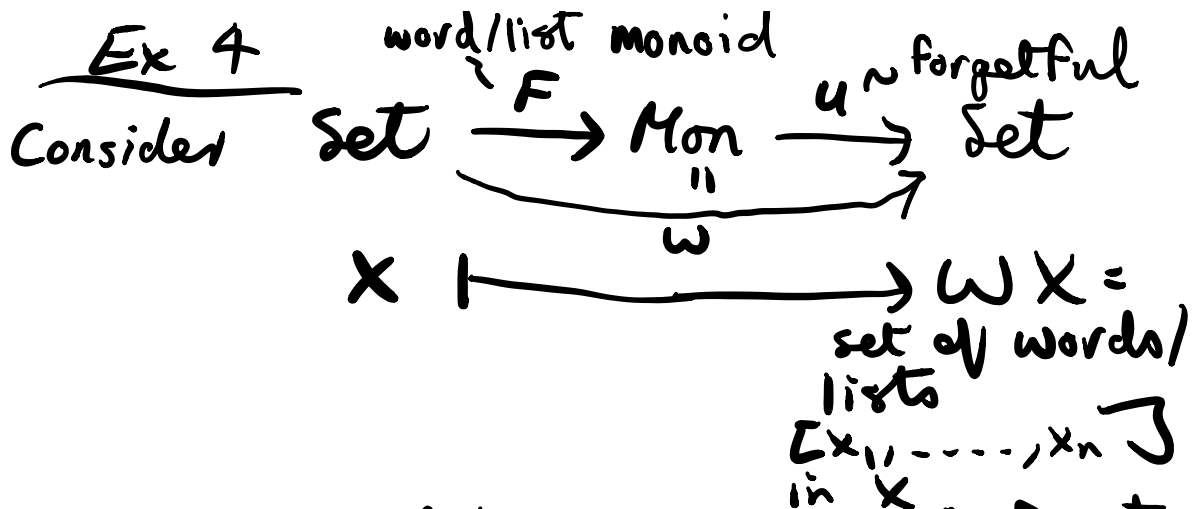 Ex 4 word/list monoid
F u ~ forgetful
Consider Set → Mon → Set
=
W
X ↦ WX =
set of words/
lists
[x₁, ----, xₙ]
in X